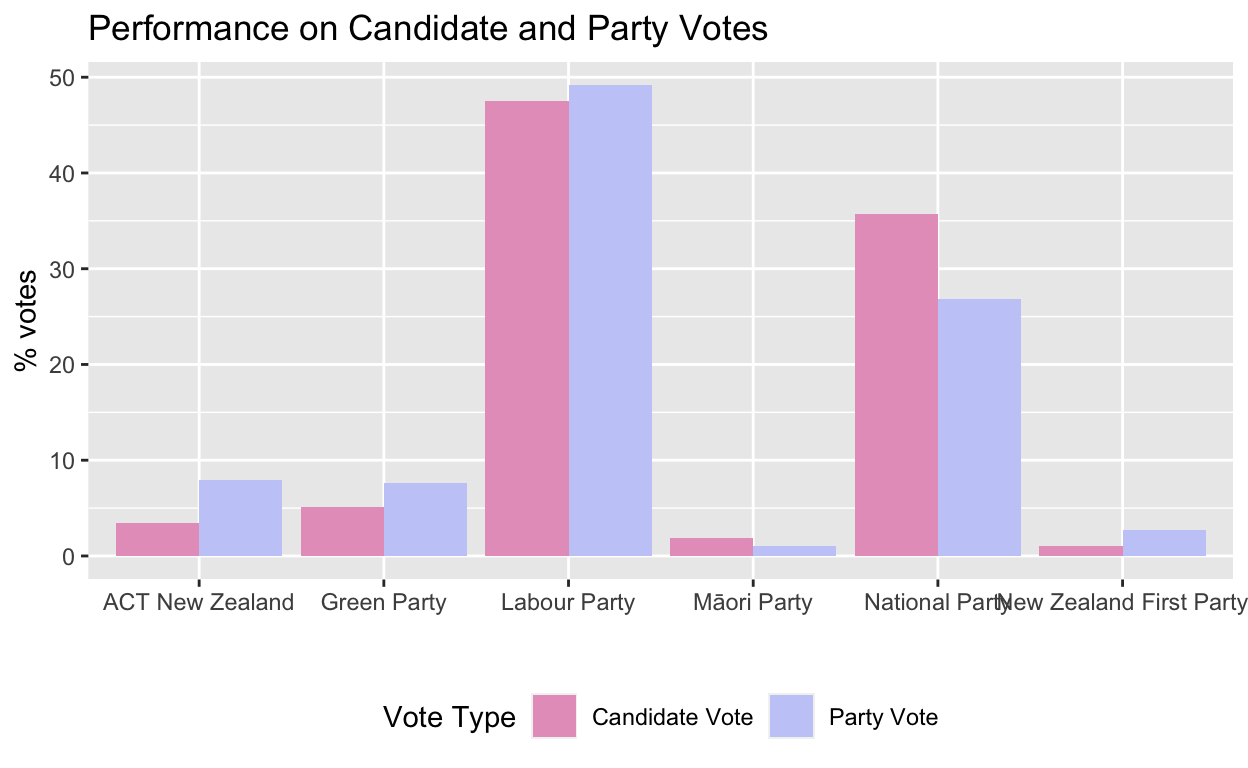 Performance on Candidate and Party Votes
50
40
30
20
10
0
% votes
ACT New Zealand
Green Party
Labour Party
Māori Party
National Party
New Zealand First Party
Vote Type
Candidate Vote
Party Vote